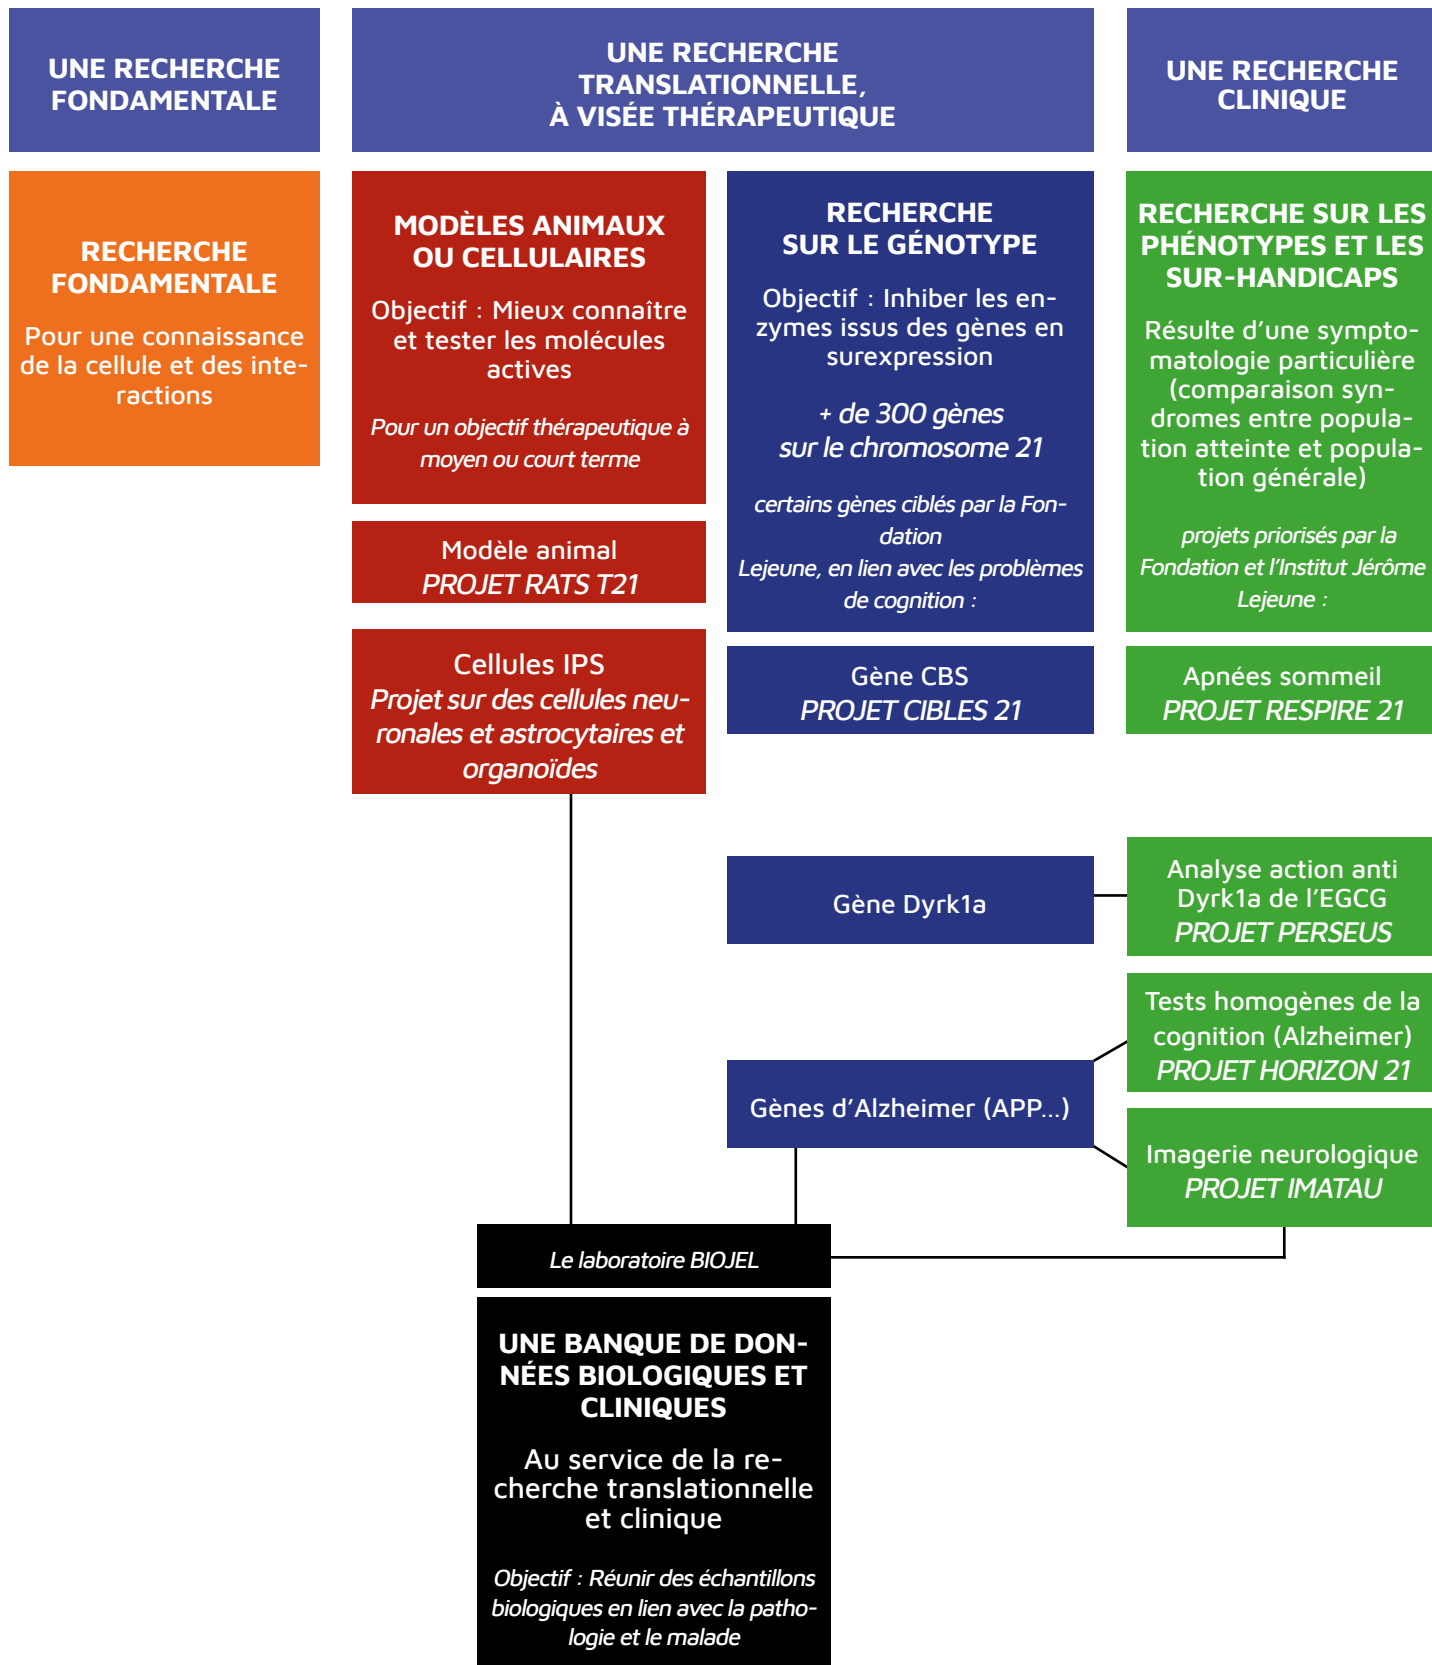 UNE RECHERCHE
FONDAMENTALE
UNE RECHERCHE
TRANSLATIONNELLE,
À VISÉE THÉRAPEUTIQUE
UNE RECHERCHE
CLINIQUE
RECHERCHE
FONDAMENTALE
Pour une connaissance
de la cellule et des inte-
ractions
MODÈLES ANIMAUX
OU CELLULAIRES
Objectif : Mieux connaître
et tester les molécules
actives
Pour un objectif thérapeutique à
moyen ou court terme
Modèle animal
PROJET RATS T21
Cellules IPS
Projet sur des cellules neu-
ronales et astrocytaires et
organoïdes
RECHERCHE
SUR LE GÉNOTYPE
Objectif : Inhiber les en-
zymes issus des gènes en
surexpression
+ de 300 gènes
sur le chromosome 21
certains gènes ciblés par la Fon-
dation
Lejeune, en lien avec les problèmes
de cognition :
Gène CBS
PROJET CIBLES 21
Gène Dyrk1a
Gènes d'Alzheimer (APP...)
RECHERCHE SUR LES
PHÉNOTYPES ET LES
SUR-HANDICAPS
Résulte d'une sympto-
matologie particulière
(comparaison syn-
dromes entre popula-
tion atteinte et popula-
tion générale)
projets priorisés par la
Fondation et l'Institut Jérôme
Lejeune :
Apnées sommeil
PROJET RESPIRE 21
Analyse action anti
Dyrk1a de l'EGCG
PROJET PERSEUS
Tests homogènes de la
cognition (Alzheimer)
PROJET HORIZON 21
Imagerie neurologique
PROJET IMATAU
Le laboratoire BIOJEL
UNE BANQUE DE DON-
NÉES BIOLOGIQUES ET
CLINIQUES
Au service de la re-
cherche translationnelle
et clinique
Objectif : Réunir des échantillons
biologiques en lien avec la patho-
logie et le malade